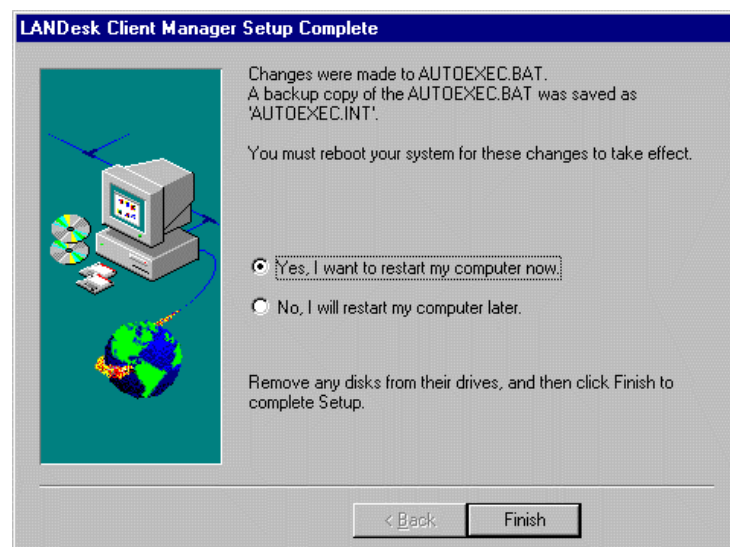 LANDesk Client Manager Setup Complete
Changes were made to AUTOEXEC.BAT.
A backup copy of the AUTOEXEC.BAT was saved as
'AUTOEXEC.INT'.
You must reboot your system for these changes to take effect.
Yes, I want to restart my computer now.
No, I will restart my computer later.
Remove any disks from their drives, and then click Finish to
complete Setup.
< Back
Finish